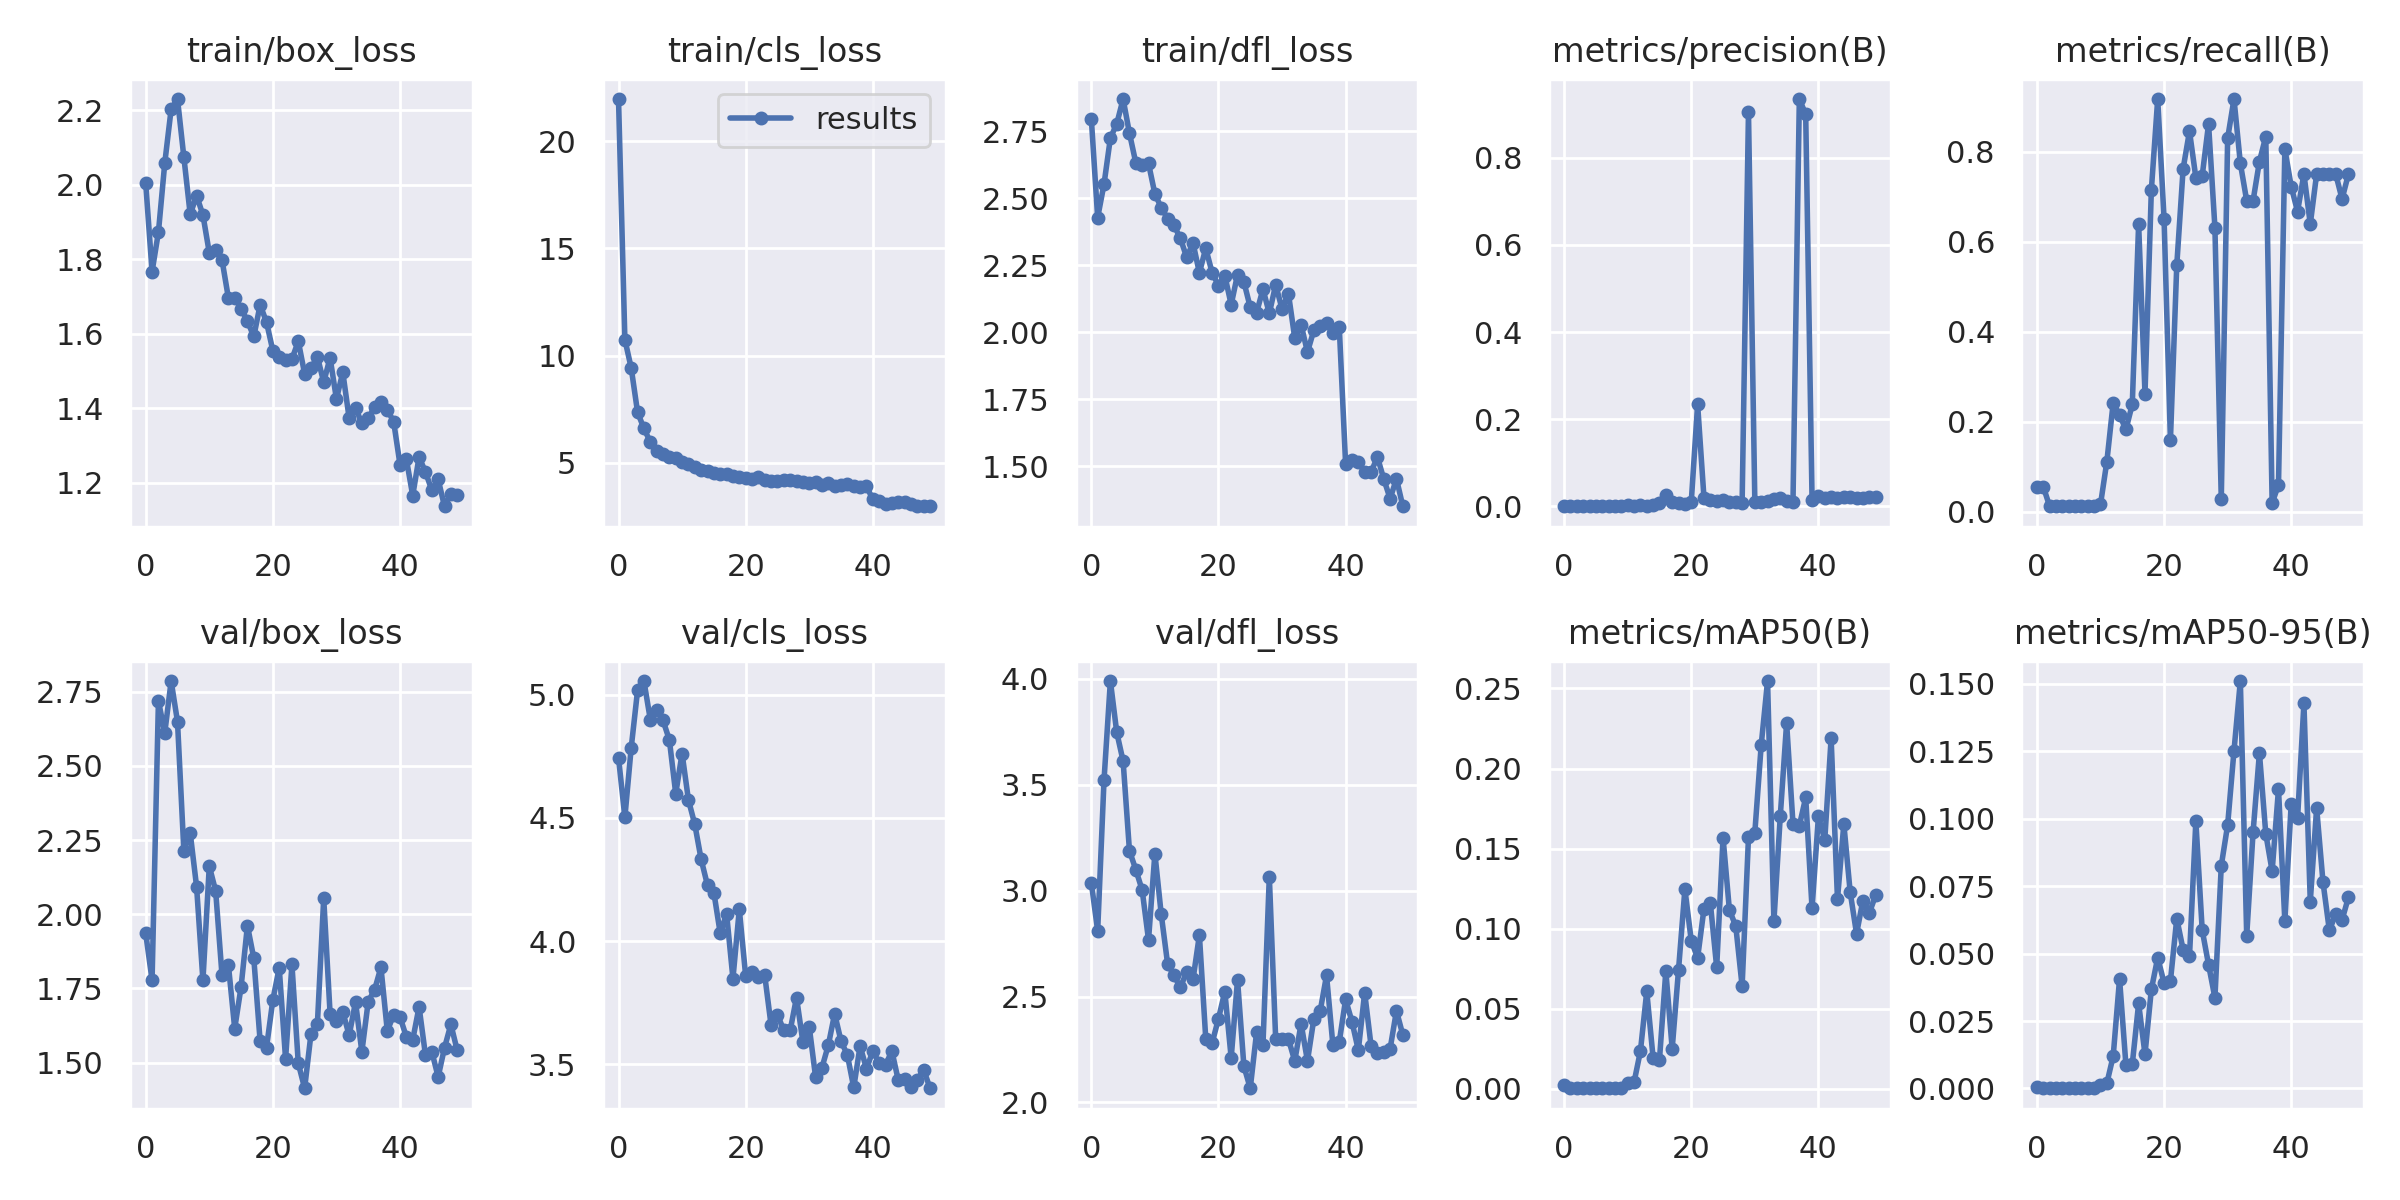 train/box_loss
2.2
2.0
1.8
1.6
1.4
1.2
0 20 40
train/cls_loss
results
20
15
10
5
0 20 40
train/dfl_loss
2.75
2.50
2.25
2.00
1.75
1.50
0 20 40
metrics/precision(B)
0.8
0.6
0.4
0.2
0.0
0 20 40
metrics/recall(B)
0.8
0.6
0.4
0.2
0.0
0 20 40
val/box_loss
2.75
2.50
2.25
2.00
1.75
1.50
0 20 40
val/cls_loss
5.0
4.5
4.0
3.5
0 20 40
val/dfl_loss
4.0
3.5
3.0
2.5
2.0
0 20 40
metrics/mAP50(B)
0.25
0.20
0.15
0.10
0.05
0.00
0 20 40
metrics/mAP50-95(B)
0.150
0.125
0.100
0.075
0.050
0.025
0.000
0 20 40